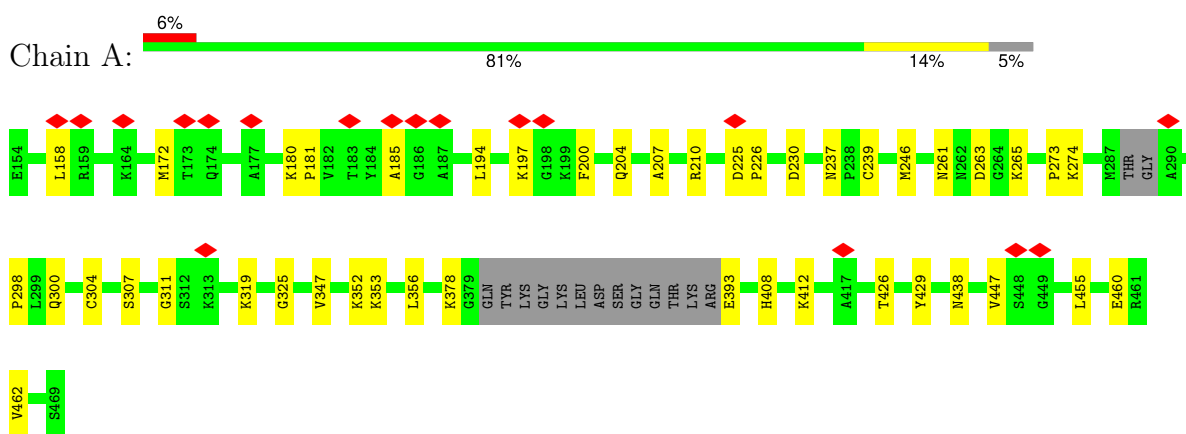 6%
Chain A:
81% 14% 5%
E154 L158 R159 K164 M172 T173 Q174 A177 K180 P181 V182 T183 Y184 A185 G186 A187 L194 K197 G198 K199 F200 Q204 A207 R210 D225 P226 D230 N237 P238 C239 M246 N261 N262 D263 G264 K265 P273 K274 M287 THR GLY A290
P298 L299 Q300 C304 S307 G311 S312 K313 K319 G325 V347 K352 K353 L356 K378 G379 GLN TYR LYS GLY LYS LEU ASP SER GLY GLN THR LYS ARG E393 H408 K412 A417 T426 Y429 N438 V447 S448 G449 L455 E460 R461
V462 S469